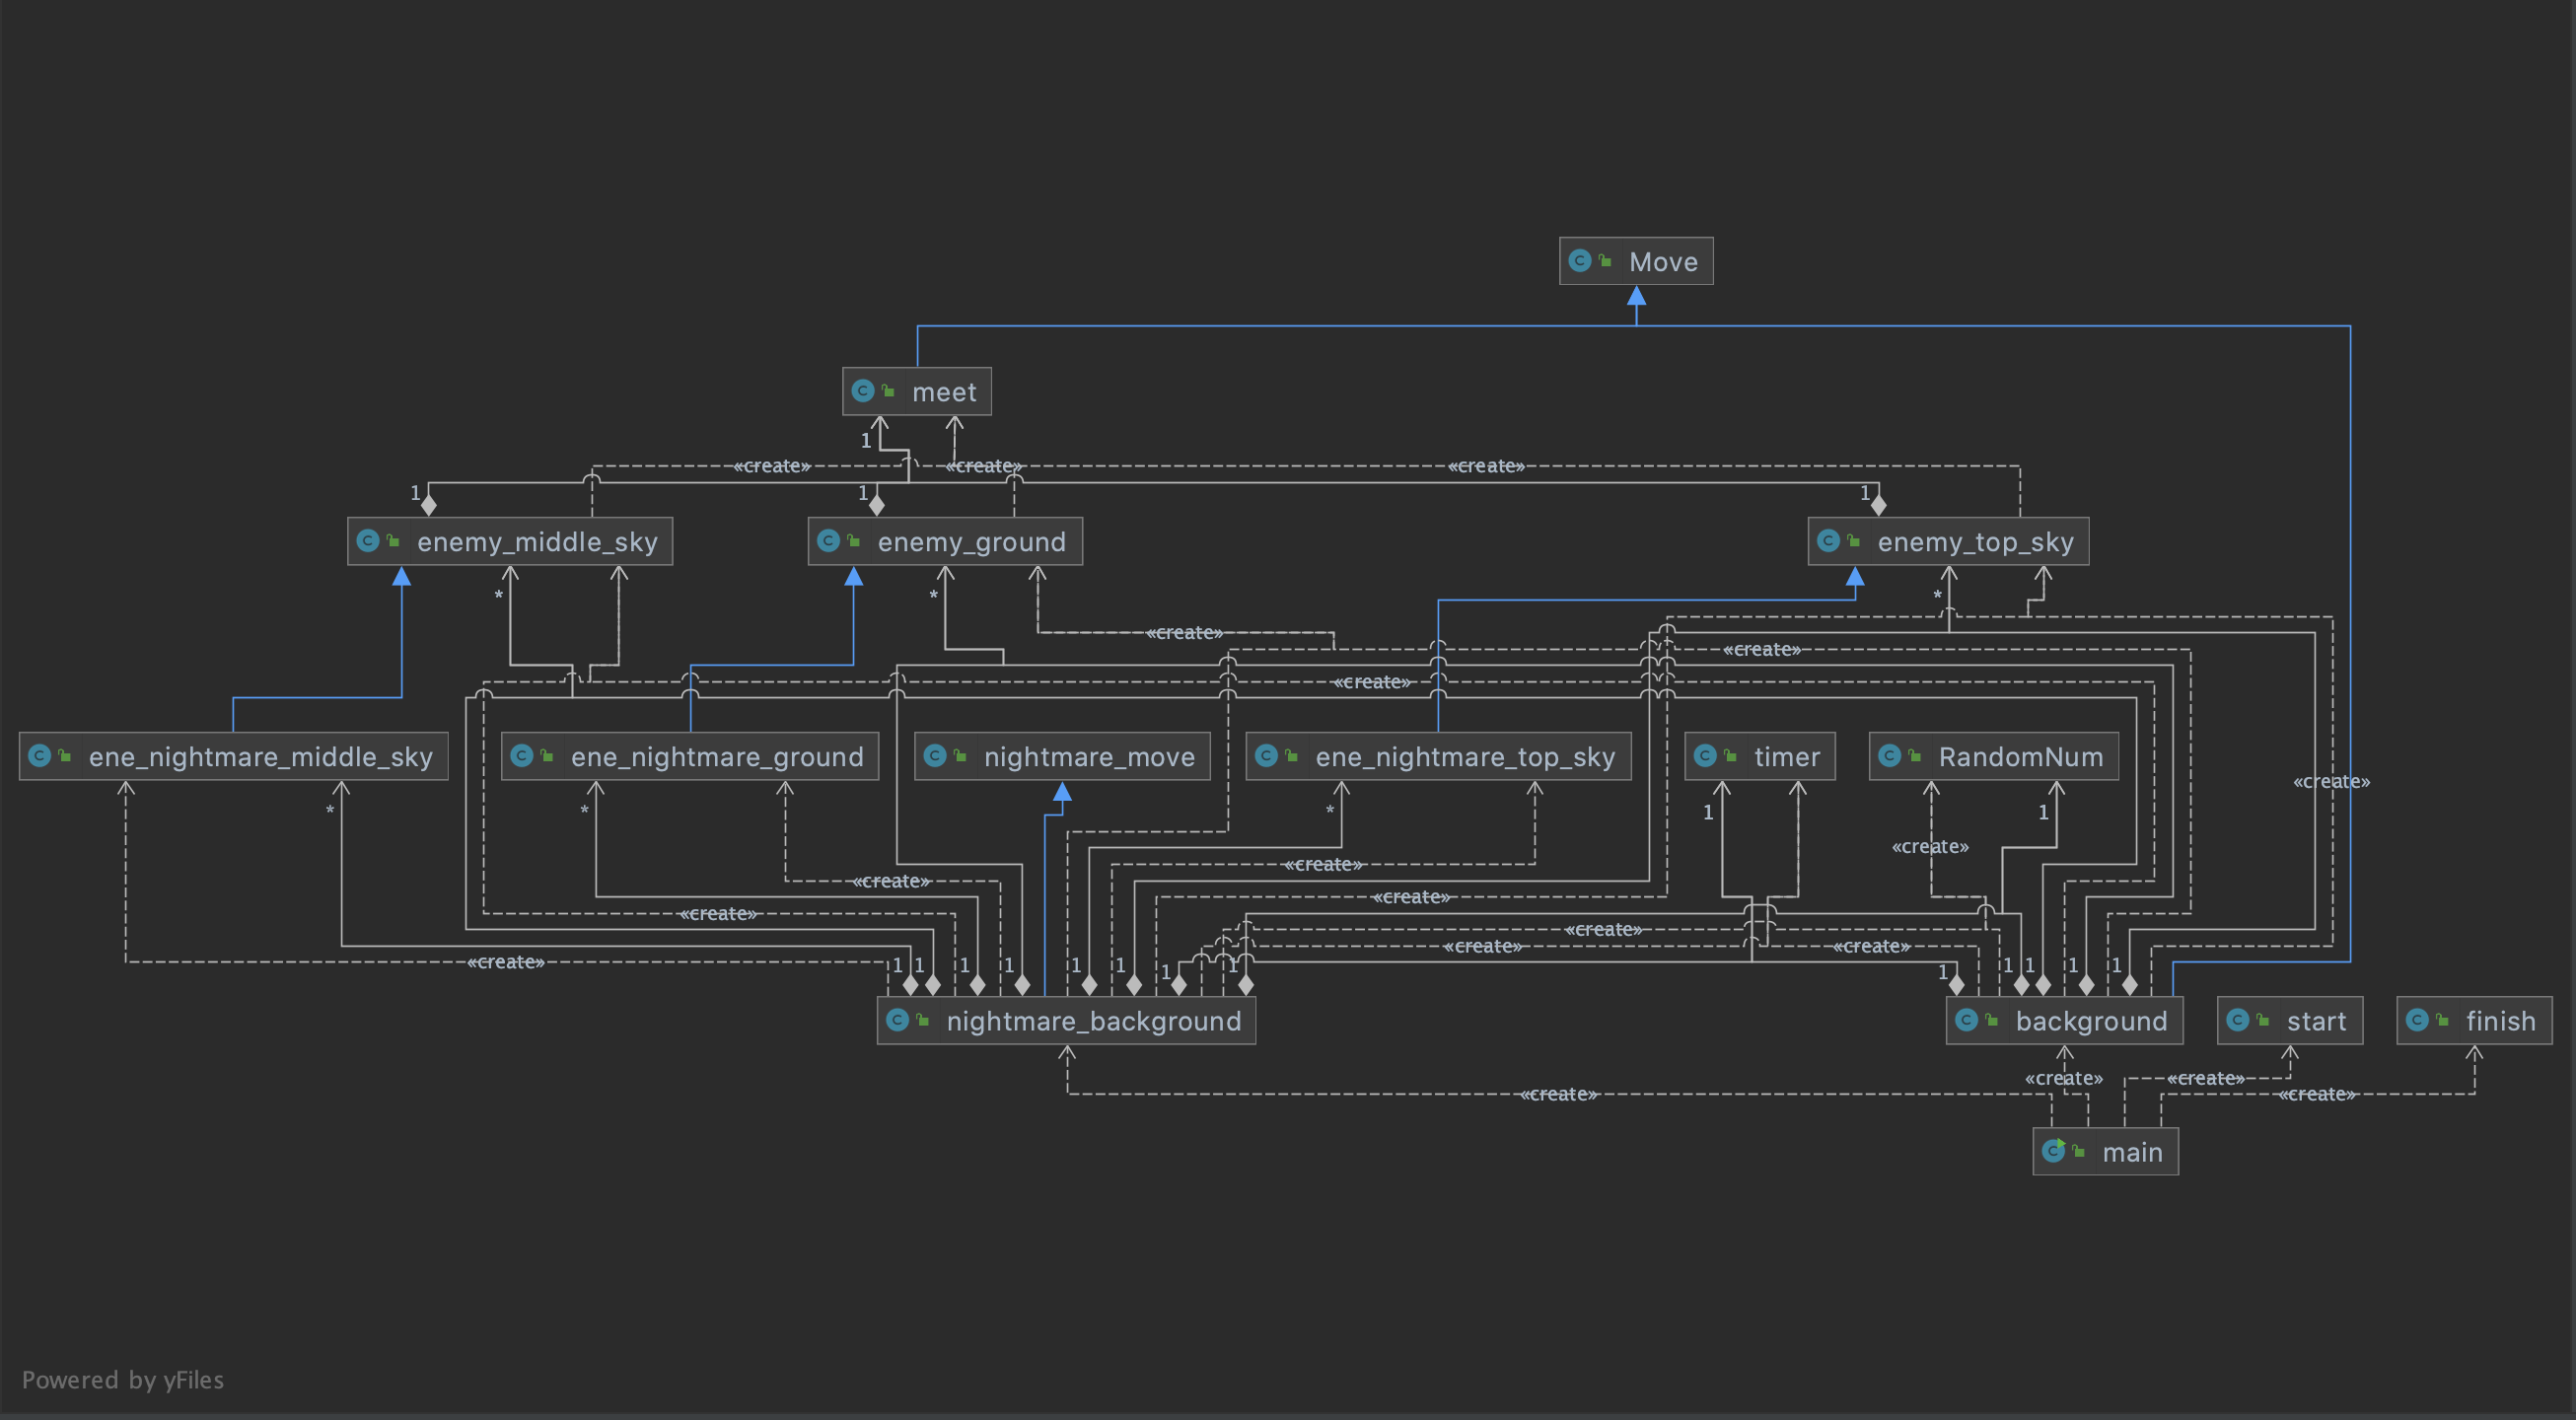 Move
meet
1
«create» «create» «create»
1 1 1
enemy_middle_sky enemy_ground enemy_top_sky
* * *
«create»
«create»
«create»
ene_nightmare_middle_sky ene_nightmare_ground nightmare_move ene_nightmare_top_sky timer RandomNum
«create»
* * * 1 1
«create»
«create»
«create»
«create»
«create»
«create»
«create» «create»
«create» 1 1 1 1 1 1 1 1 1 1 1 1 1
nightmare_background background start finish
«create» «create»
«create» «create»
main
Powered by yFiles